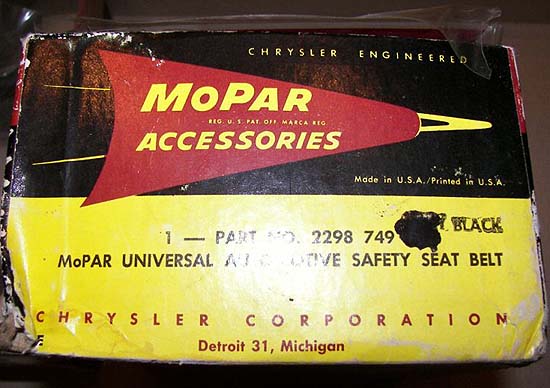 CHRYSLER ENGINEERED
MOPAR
REG. U.S. PAT. OFF. MARCA REG.
ACCESSORIES
Made in U.S.A./Printed in U.S.A.
1 — PART NO. 2298 749 BLACK
MOPAR UNIVERSAL SAFETY SEAT BELT
CHRYSLER CORPORATION
Detroit 31, Michigan